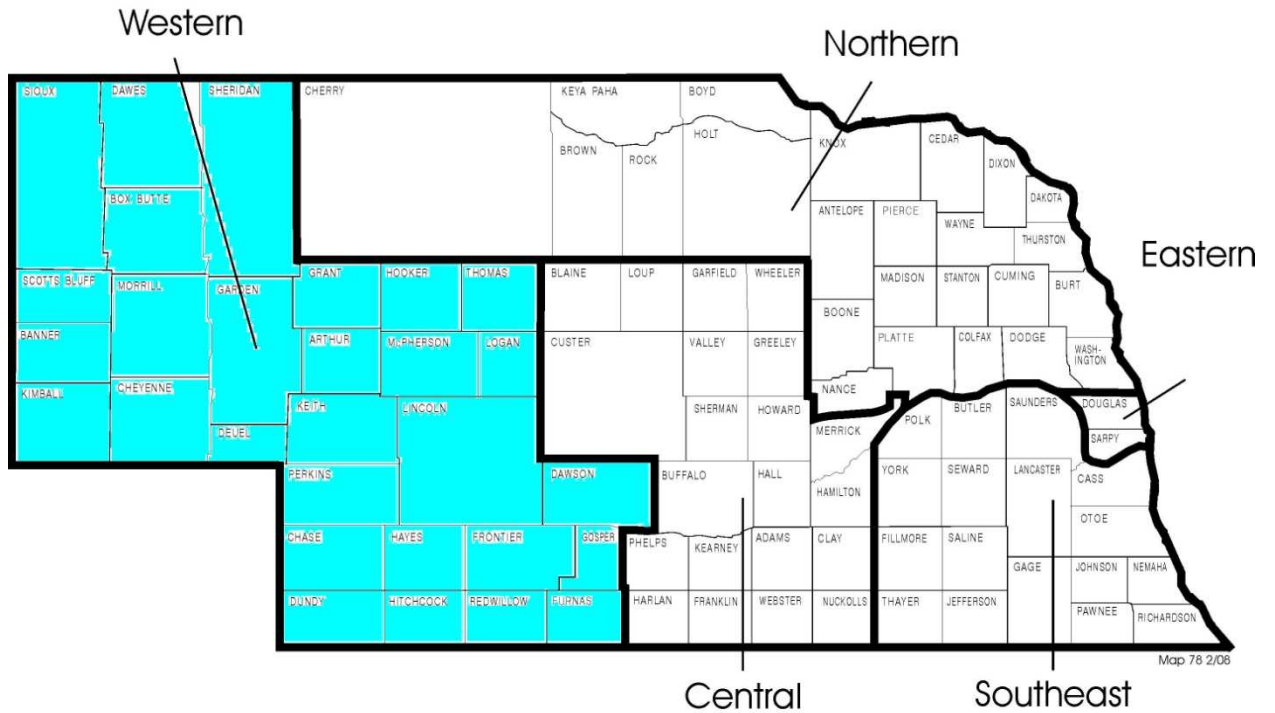 Western
Northern
SIOUX
DAWES
SHERIDAN
CHERRY
KEYA PAHA
BOYD
HOLT
BROWN
ROCK
KNOX
CEDAR
DIXON
DAKOTA
BOX BUTTE
ANTELOPE
PIERCE
WAYNE
THURSTON
Eastern
SCOTTS BLUFF
MORRILL
GARDEN
GRANT
HOOKER
THOMAS
BLAINE
LOUP
GARFIELD
WHEELER
MADISON
STANTON
CUMING
BURT
BOONE
BANNER
ARTHUR
McPHERSON
LOGAN
CUSTER
VALLEY
GREELEY
PLATTE
COLFAX
DODGE
WASH-
INGTON
KIMBALL
CHEYENNE
NANCE
KEITH
LINCOLN
SHERMAN
HOWARD
MERRICK
POLK
BUTLER
SAUNDERS
DOUGLAS
SARPY
DEUEL
PERKINS
DAWSON
BUFFALO
HALL
HAMILTON
YORK
SEWARD
LANCASTER
CASS
OTOE
CHASE
HAYES
FRONTIER
GOSPER
PHELPS
KEARNEY
ADAMS
CLAY
FILLMORE
SALINE
GAGE
JOHNSON
NEMAHA
DUNDY
HITCHCOCK
REDWILLOW
FURNAS
HARLAN
FRANKLIN
WEBSTER
NUCKOLLS
THAYER
JEFFERSON
PAWNEE
RICHARDSON
Map 78 2/08
Central
Southeast